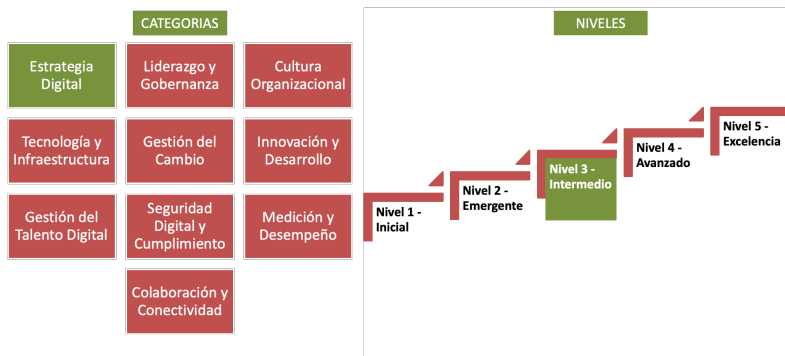 CATEGORIAS
Estrategia
Digital
Liderazgo y
Gobernanza
Cultura
Organizacional
Tecnología y
Infraestructura
Gestión del
Cambio
Innovación y
Desarrollo
Gestión del
Talento Digital
Seguridad
Digital y
Cumplimiento
Medición y
Desempeño
Colaboración y
Conectividad
NIVELES
Nivel 1 -
Inicial
Nivel 2 -
Emergente
Nivel 3 -
Intermedio
Nivel 4 -
Avanzado
Nivel 5 -
Excelencia